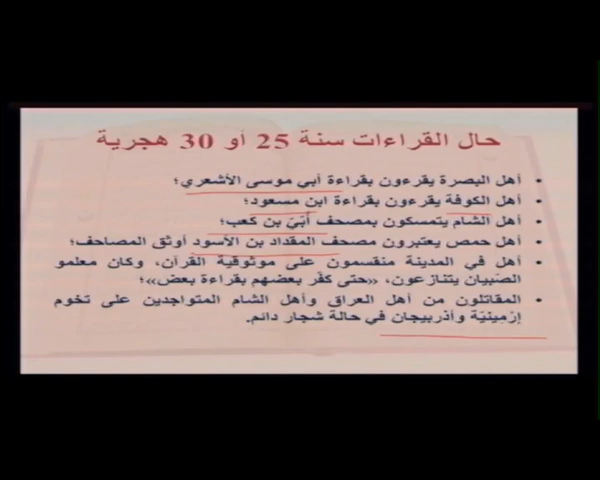 حال القراءات سنة 25 أو 30 هجرية
• أهل البصرة يقرءون بقراءة أبي موسى الأشعري؛
• أهل الكوفة يقرءون بقراءة ابن مسعود؛
• أهل الشام يتمسكون بمصحف أُبَيّ بن كَعب؛
• أهل حمص يعتبرون مصحف المقداد بن الأسود أوثق المصاحف؛
• أهل في المدينة منقسمون على موثوقية القرآن، وكان معلمو
الصّبيان يتنازعون، «حتى كفّر بعضهم بقراءة بعض»؛
• المقاتلون من أهل العراق وأهل الشام المتواجدين على تخوم
إرْمِينيّة وأذربيجان في حالة شجار دائم.